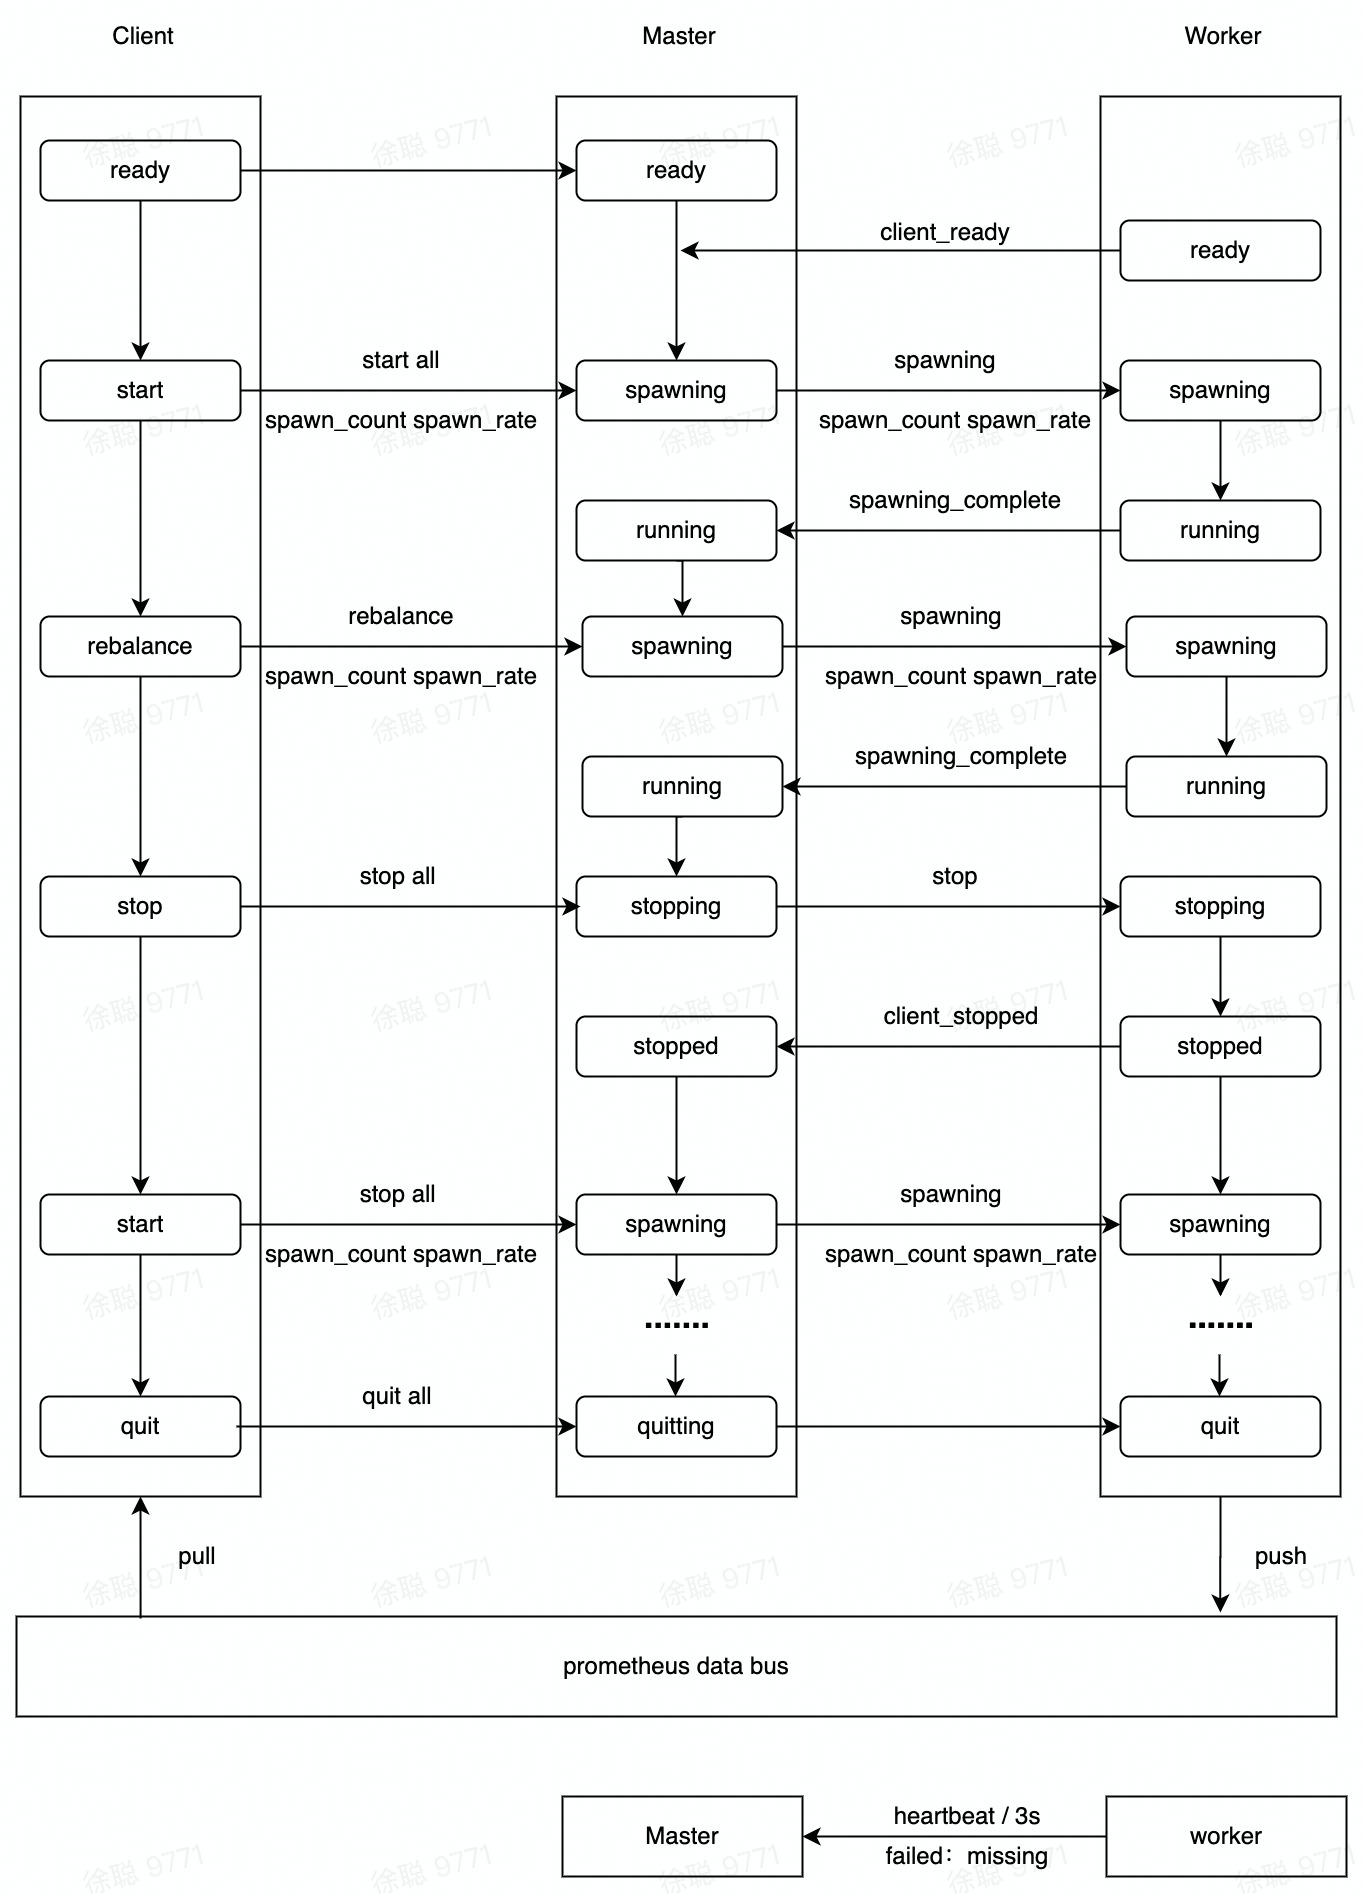 Client Master Worker
ready ready
client_ready
ready
start all spawning
start spawning spawning
spawn_count spawn_rate spawn_count spawn_rate
spawning_complete
running running
rebalance spawning
rebalance spawning spawning
spawn_count spawn_rate spawn_count spawn_rate
spawning_complete
running running
stop all stop
stop stopping stopping
client_stopped
stopped stopped
stop all spawning
start spawning spawning
spawn_count spawn_rate spawn_count spawn_rate
....... .......
quit all
quit quitting quit
pull push
prometheus data bus
heartbeat / 3s
Master worker
failed：missing
徐聪 9771